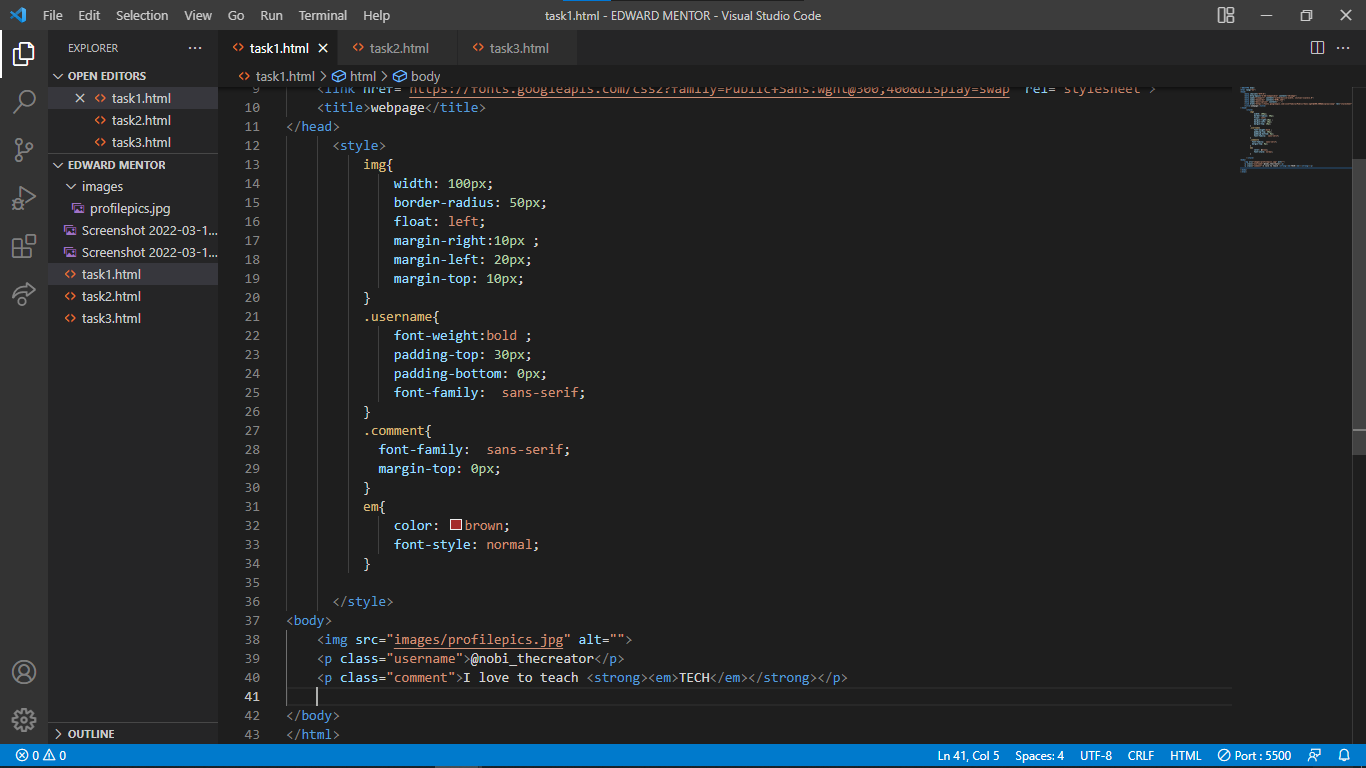 File Edit Selection View Go Run Terminal Help
task1.html - EDWARD MENTOR - Visual Studio Code
EXPLORER
OPEN EDITORS
task1.html
task2.html
task3.html
EDWARD MENTOR
images
profilepics.jpg
Screenshot 2022-03-1...
Screenshot 2022-03-1...
task1.html
task2.html
task3.html
OUTLINE
task1.html task2.html task3.html
task1.html > html > body
9 <link href="https://fonts.googleapis.com/css2?family=Public+Sans:wght@300;400&display=swap" rel="stylesheet">
10 <title>webpage</title>
11 </head>
12 <style>
13 img{
14 width: 100px;
15 border-radius: 50px;
16 float: left;
17 margin-right:10px ;
18 margin-left: 20px;
19 margin-top: 10px;
20 }
21 .username{
22 font-weight:bold ;
23 padding-top: 30px;
24 padding-bottom: 0px;
25 font-family:  sans-serif;
26 }
27 .comment{
28 font-family:  sans-serif;
29 margin-top: 0px;
30 }
31 em{
32 color: brown;
33 font-style: normal;
34 }
35
36 </style>
37 <body>
38 <img src="images/profilepics.jpg" alt="">
39 <p class="username">@nobi_thecreator</p>
40 <p class="comment">I love to teach <strong><em>TECH</em></strong></p>
41
42 </body>
43 </html>
0 0
Ln 41, Col 5 Spaces: 4 UTF-8 CRLF HTML Port : 5500